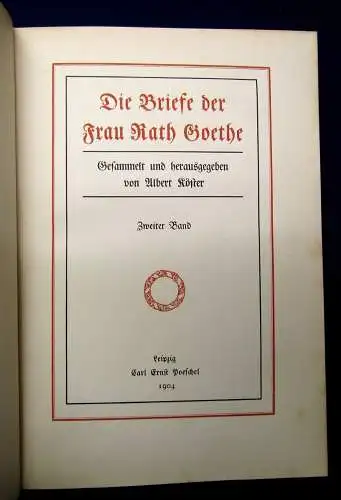 Die Briefe der
Frau Rath Goethe
Gesammelt und herausgegeben
von Albert Köster
Zweiter Band
Leipzig
Carl Ernst Poeschel
1904